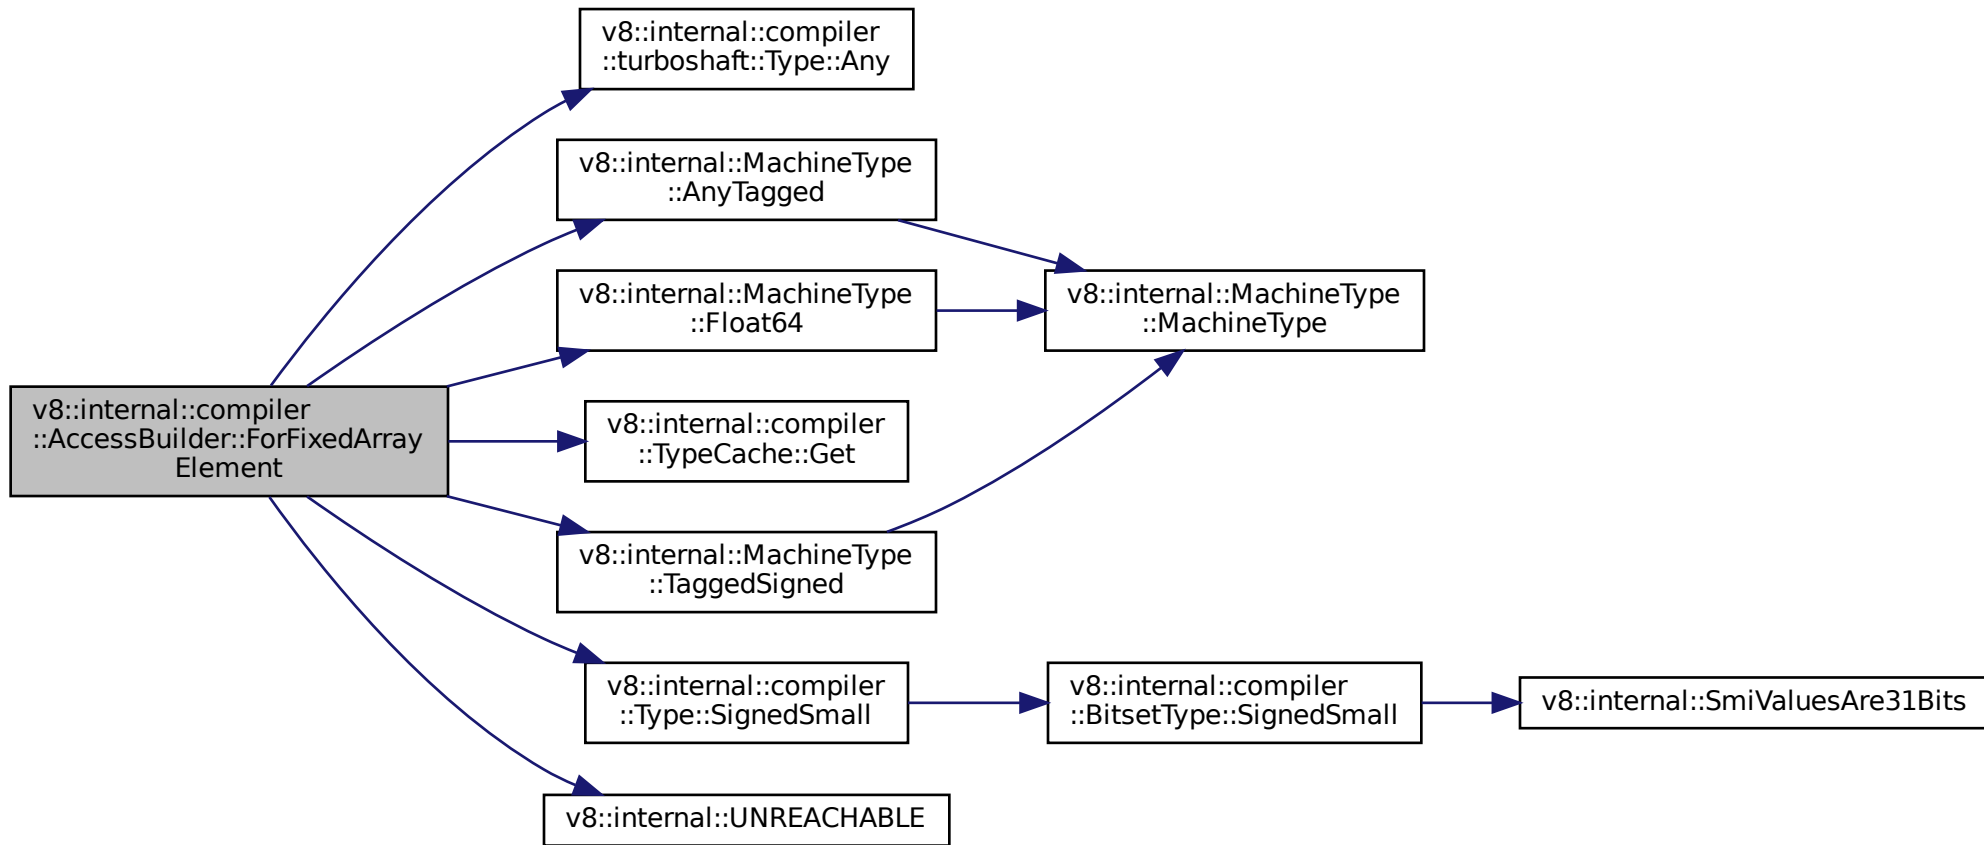 v8::internal::compiler
::turboshaft::Type::Any
v8::internal::MachineType
::AnyTagged
v8::internal::MachineType
::Float64
v8::internal::MachineType
::MachineType
v8::internal::compiler
::AccessBuilder::ForFixedArray
Element
v8::internal::compiler
::TypeCache::Get
v8::internal::MachineType
::TaggedSigned
v8::internal::compiler
::Type::SignedSmall
v8::internal::compiler
::BitsetType::SignedSmall
v8::internal::SmiValuesAre31Bits
v8::internal::UNREACHABLE